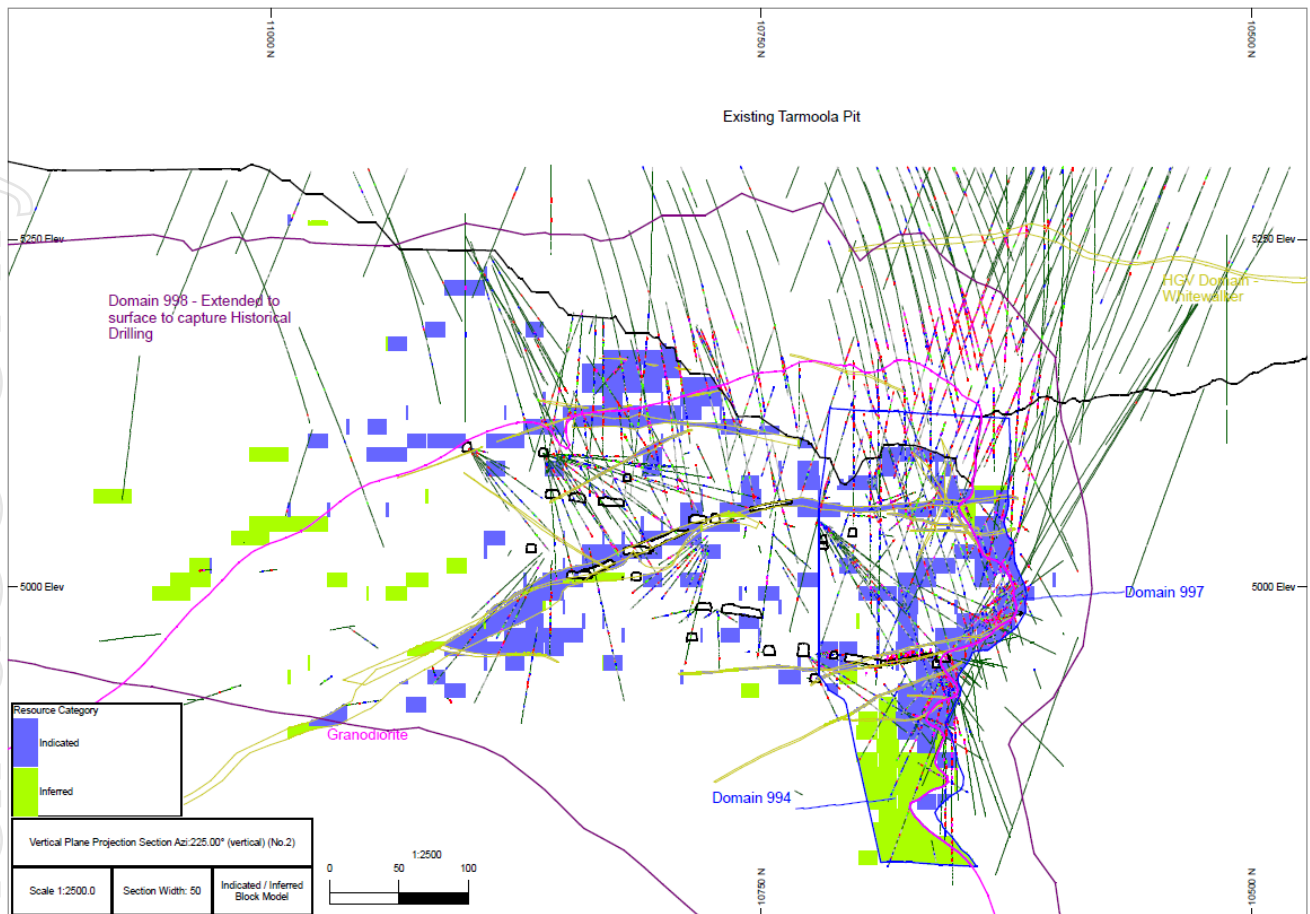 11000 N
10750 N
10500 N
Existing Tarmoola Pit
5250 Elev
5250 Elev
HGV Domain -
Whitewalker
Domain 998 - Extended to
surface to capture Historical
Drilling
5000 Elev
5000 Elev
Domain 997
Resource Category
Indicated
Inferred
Granodiorite
Domain 994
Vertical Plane Projection Section Azi:225.00° (vertical) (No.2)
Scale 1:2500.0
Section Width: 50
Indicated / Inferred
Block Model
1:2500
0
50
100
10750 N
10500 N